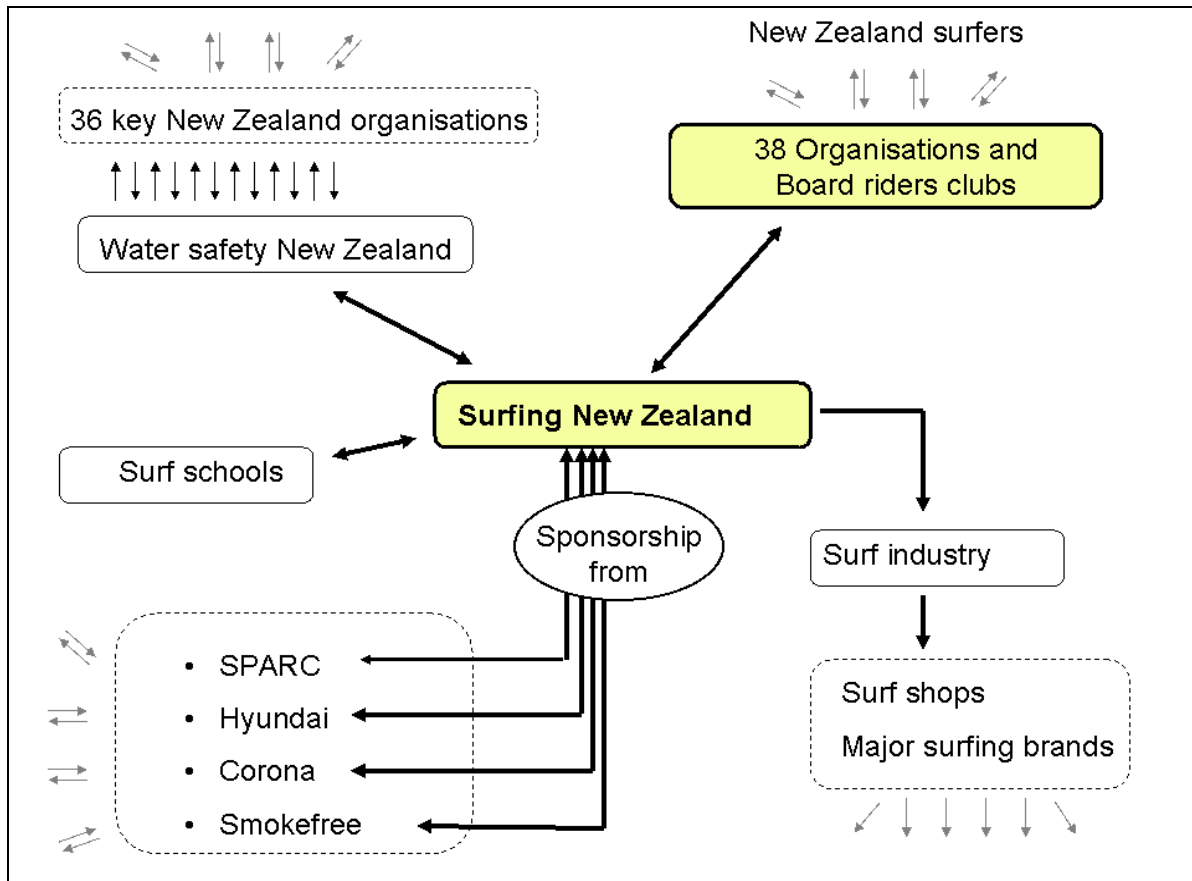 New Zealand surfers
36 key New Zealand organisations
38 Organisations and
Board riders clubs
Water safety New Zealand
Surfing New Zealand
Surf schools
Sponsorship
from
Surf industry
• SPARC
• Hyundai
• Corona
• Smokefree
Surf shops
Major surfing brands